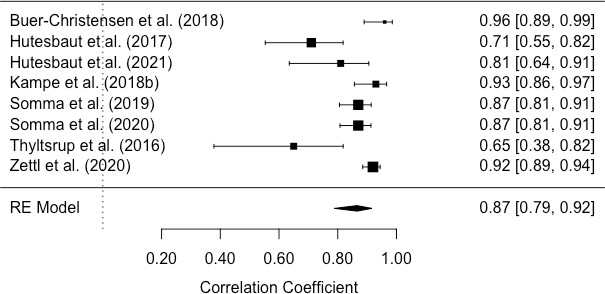 Buer-Christensen et al. (2018) 0.96 [0.89, 0.99]
Hutesbaut et al. (2017) 0.71 [0.55, 0.82]
Hutesbaut et al. (2021) 0.81 [0.64, 0.91]
Kampe et al. (2018b) 0.93 [0.86, 0.97]
Somma et al. (2019) 0.87 [0.81, 0.91]
Somma et al. (2020) 0.87 [0.81, 0.91]
Thyltsrup et al. (2016) 0.65 [0.38, 0.82]
Zettl et al. (2020) 0.92 [0.89, 0.94]
RE Model 0.87 [0.79, 0.92]
0.20 0.40 0.60 0.80 1.00
Correlation Coefficient